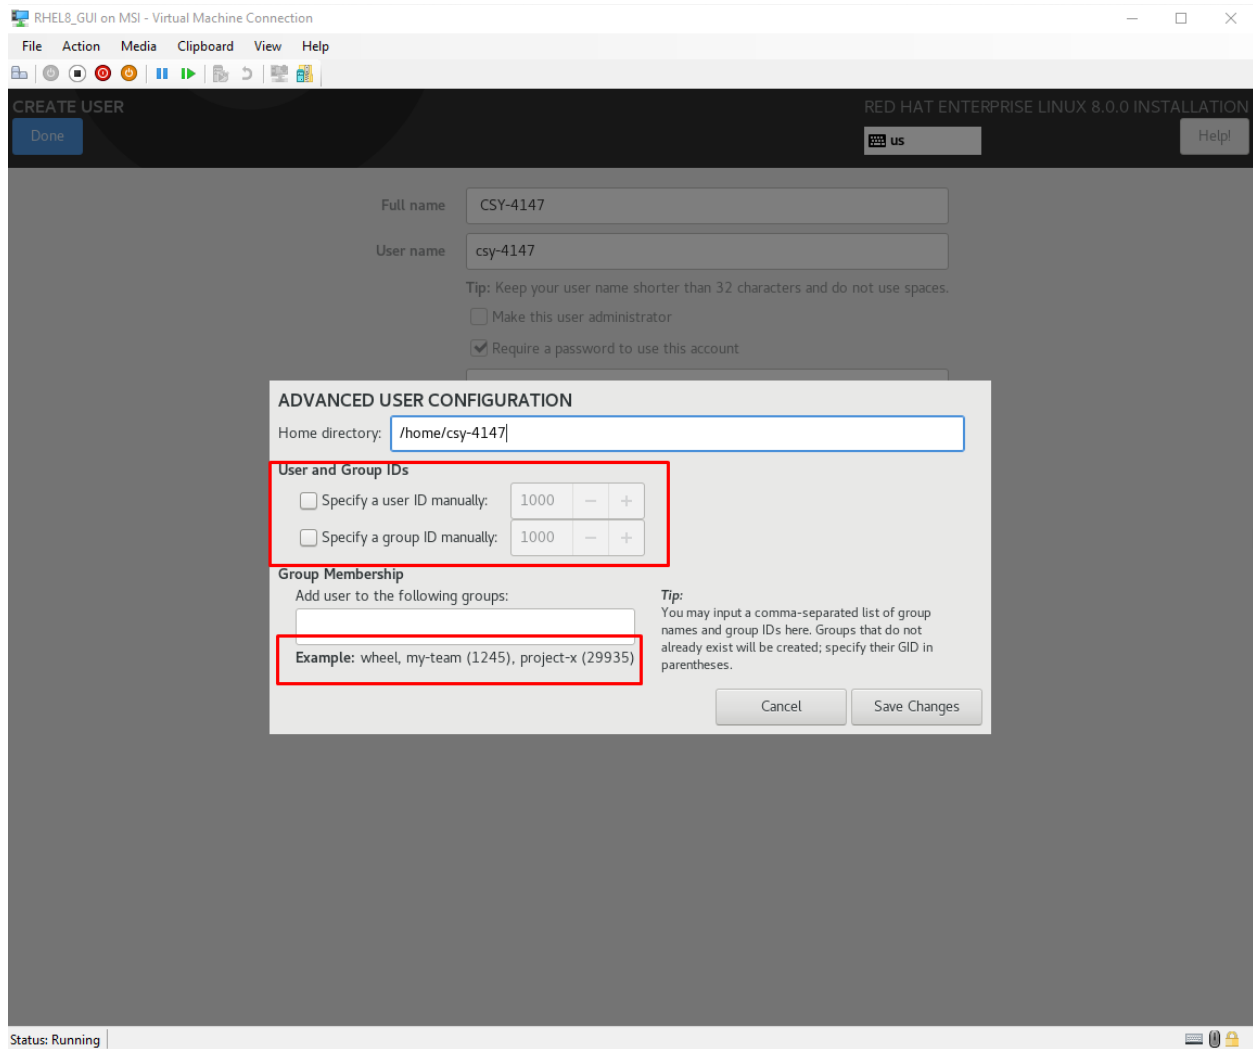 RHEL8_GUI on MSI - Virtual Machine Connection
File Action Media Clipboard View Help
CREATE USER
RED HAT ENTERPRISE LINUX 8.0.0 INSTALLATION
Done
us
Help!
Full name CSY-4147
User name csy-4147
Tip: Keep your user name shorter than 32 characters and do not use spaces.
Make this user administrator
Require a password to use this account
ADVANCED USER CONFIGURATION
Home directory: /home/csy-4147
User and Group IDs
Specify a user ID manually: 1000 − +
Specify a group ID manually: 1000 − +
Group Membership
Add user to the following groups:
Example: wheel, my-team (1245), project-x (29935)
Tip:
You may input a comma-separated list of group
names and group IDs here. Groups that do not
already exist will be created; specify their GID in
parentheses.
Cancel Save Changes
Status: Running